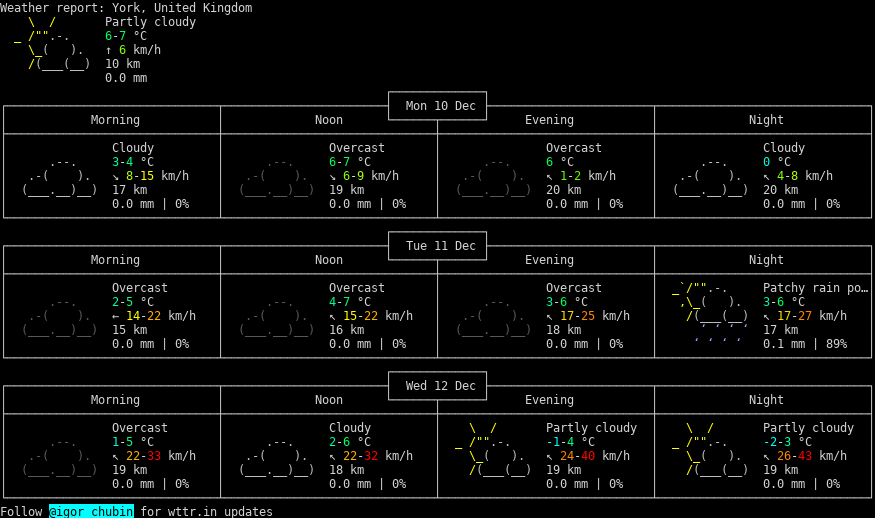 Weather report: York, United Kingdom
Partly cloudy
6-7 °C
↑ 6 km/h
10 km
0.0 mm
Mon 10 Dec
Morning Noon Evening Night
Cloudy Overcast Overcast Cloudy
3-4 °C 6-7 °C 6 °C 0 °C
↘ 8-15 km/h ↘ 6-9 km/h ↖ 1-2 km/h ↖ 4-8 km/h
17 km 19 km 20 km 20 km
0.0 mm | 0% 0.0 mm | 0% 0.0 mm | 0% 0.0 mm | 0%
Tue 11 Dec
Morning Noon Evening Night
Overcast Overcast Overcast Patchy rain po…
2-5 °C 4-7 °C 3-6 °C 3-6 °C
← 14-22 km/h ↖ 15-22 km/h ↖ 17-25 km/h ↖ 17-27 km/h
15 km 16 km 18 km 17 km
0.0 mm | 0% 0.0 mm | 0% 0.0 mm | 0% 0.1 mm | 89%
Wed 12 Dec
Morning Noon Evening Night
Overcast Cloudy Partly cloudy Partly cloudy
1-5 °C 2-6 °C -1-4 °C -2-3 °C
↖ 22-33 km/h ↖ 22-32 km/h ↖ 24-40 km/h ↖ 26-43 km/h
19 km 18 km 19 km 19 km
0.0 mm | 0% 0.0 mm | 0% 0.0 mm | 0% 0.0 mm | 0%
Follow @igor_chubin for wttr.in updates